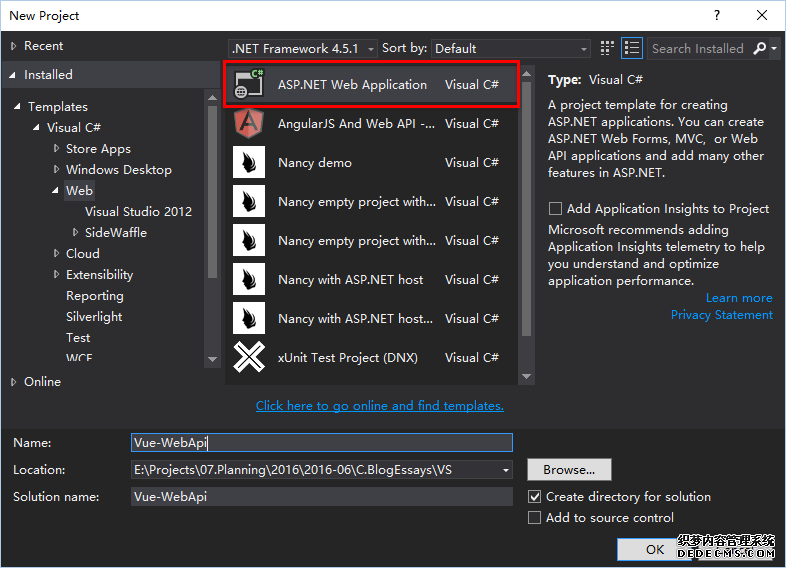 New Project
?
Recent
.NET Framework 4.5.1
Sort by:
Default
Search Installed
Installed
Templates
Visual C#
Store Apps
Windows Desktop
Web
Visual Studio 2012
SideWaffle
Cloud
Extensibility
Reporting
Silverlight
Test
WCF
Online
C#
ASP.NET Web Application Visual C#
AngularJS And Web API -... Visual C#
Nancy demo Visual C#
Nancy empty project with... Visual C#
Nancy empty project with... Visual C#
Nancy with ASP.NET host Visual C#
Nancy with ASP.NET host... Visual C#
xUnit Test Project (DNX) Visual C#
Click here to go online and find templates.
Type: Visual C#
A project template for creating
ASP.NET applications. You can create
ASP.NET Web Forms, MVC, or Web
API applications and add many other
features in ASP.NET.
Add Application Insights to Project
Microsoft recommends adding
Application Insights telemetry to help
you understand and optimize
application performance.
Learn more
Privacy Statement
Name: Vue-WebApi
Location: E:\Projects\07.Planning\2016\2016-06\C.BlogEssays\VS
Browse...
Solution name: Vue-WebApi
Create directory for solution
Add to source control
OK
织梦内容管理系统
DEDECMS.COM